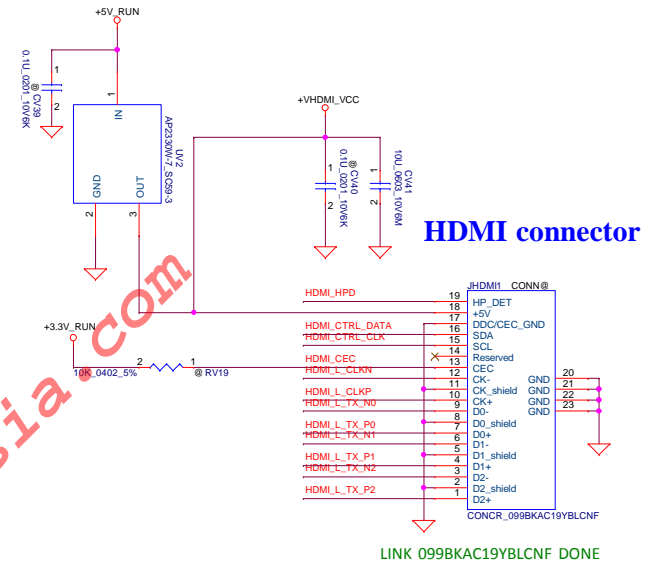 +5V_RUN
0.1U_0201_10V6K
@ CV39
1
2
1
IN
UV2
AP2330W-7_SC59-3
GND
OUT
2
3
+VHDMI_VCC
1
2
@ CV40
0.1U_0201_10V6K
1
2
CV41
10U_0603_10V6M
HDMI connector
JHDMI1 CONN@
HDMI_HPD 19 HP_DET
18 +5V
17 DDC/CEC_GND
HDMI_CTRL_DATA 16 SDA
HDMI_CTRL_CLK 15 SCL
14 Reserved
+3.3V_RUN
10K_0402_5%
2 1
@ RV19
HDMI_CEC 13 CEC
HDMI_L_CLKN 12 CK-
11 CK_shield
HDMI_L_CLKP 10 CK+
HDMI_L_TX_N0 9 D0-
8 D0_shield
HDMI_L_TX_P0 7 D0+
HDMI_L_TX_N1 6 D1-
5 D1_shield
HDMI_L_TX_P1 4 D1+
HDMI_L_TX_N2 3 D2-
2 D2_shield
HDMI_L_TX_P2 1 D2+
GND 20
GND 21
GND 22
GND 23
CONCR_099BKAC19YBLCNF
LINK 099BKAC19YBLCNF DONE
sia.com